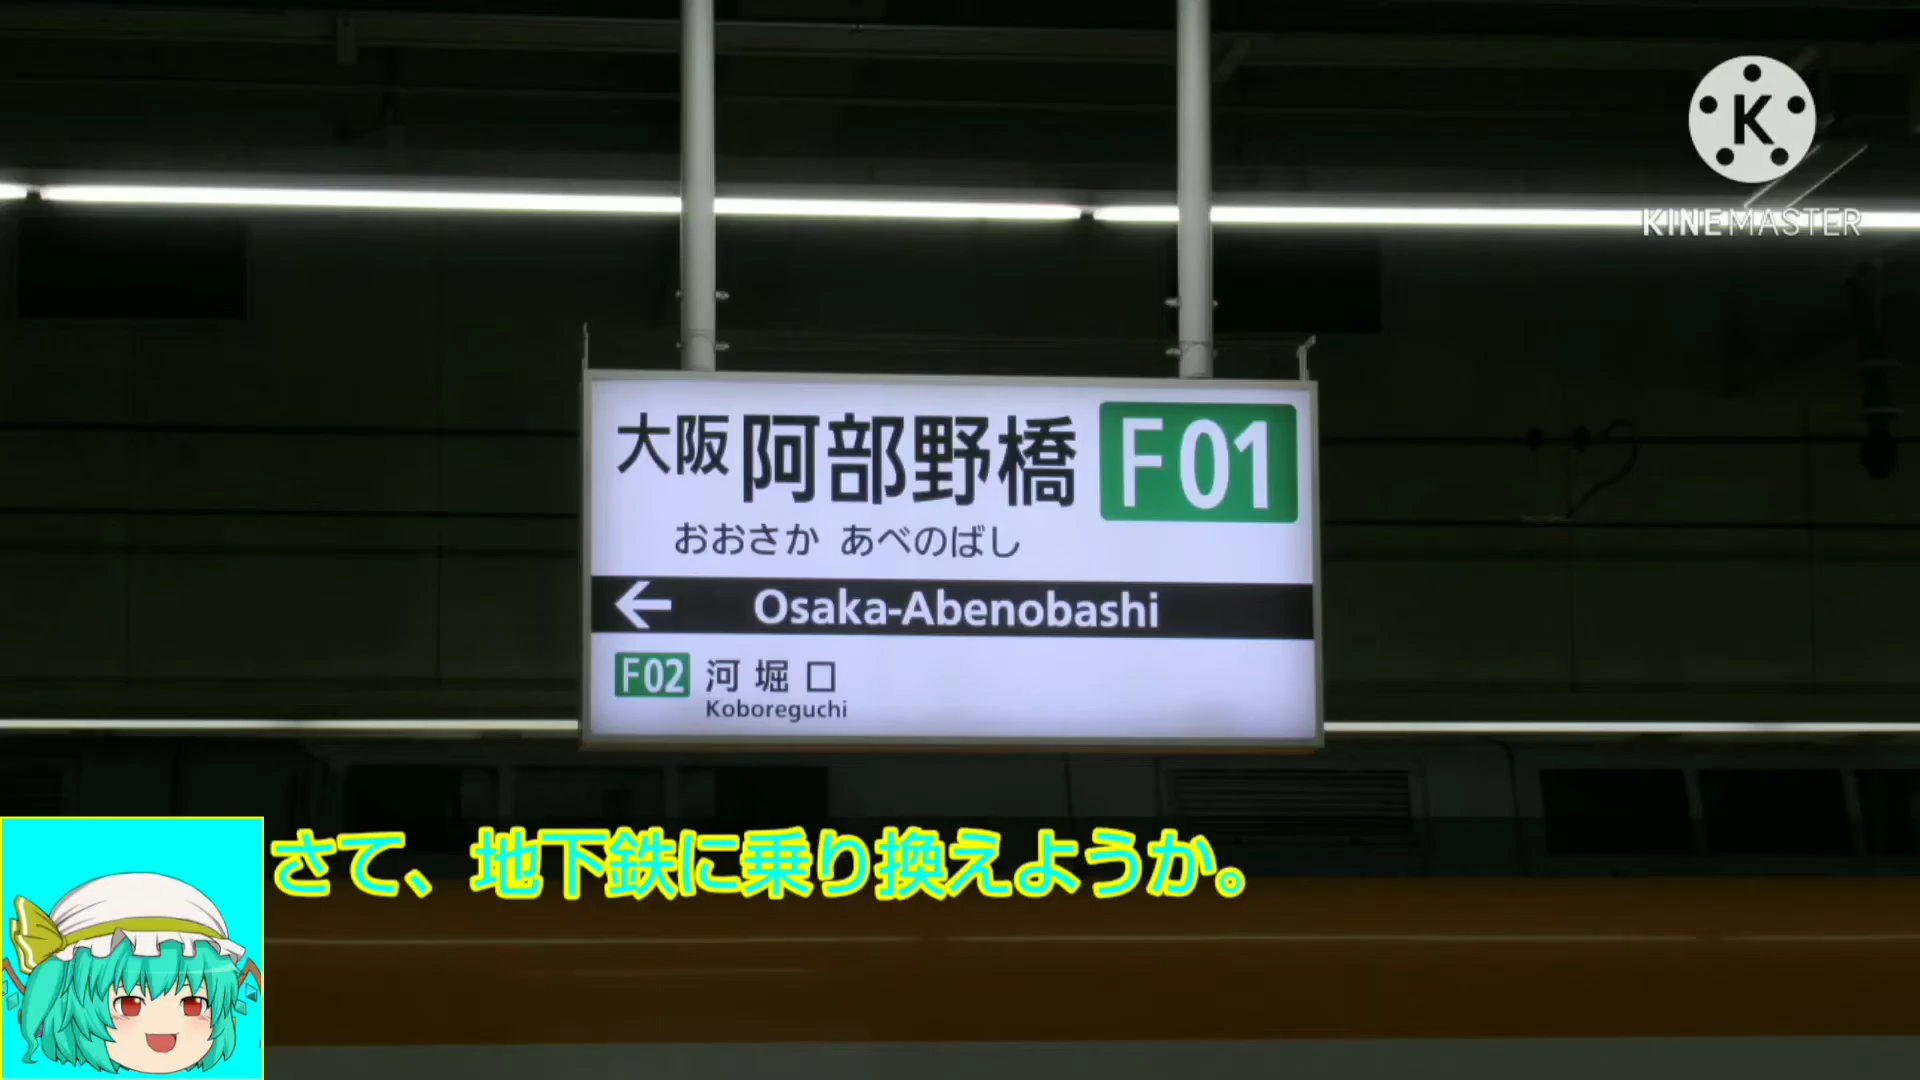 K
KINEMASTER
大阪阿部野橋 F01
おおさか あべのばし
← Osaka-Abenobashi
F02 河堀口
Koboreguchi
さて、地下鉄に乗り換えようか。